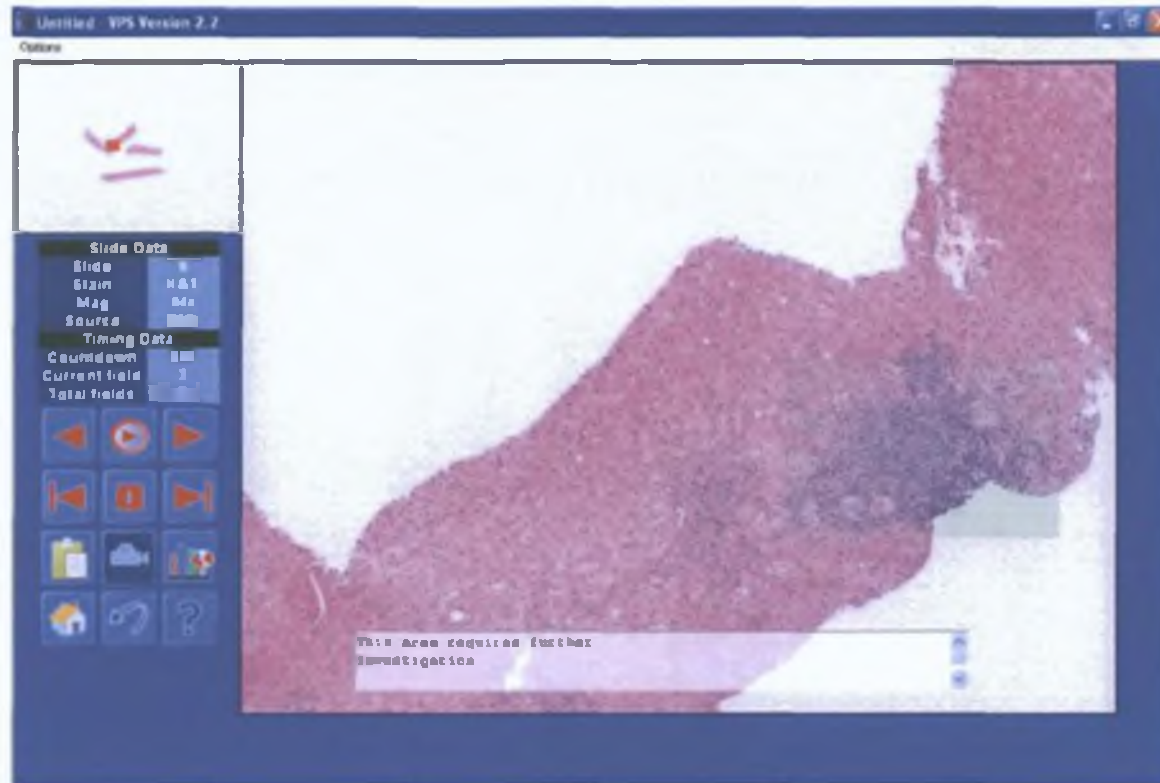 Untitled VPS Version 2.2
Options
Slide Data
Slide
Stain
Mag
Source
Timing Data
Countdown
Current field
Total fields
This area required further
investigation